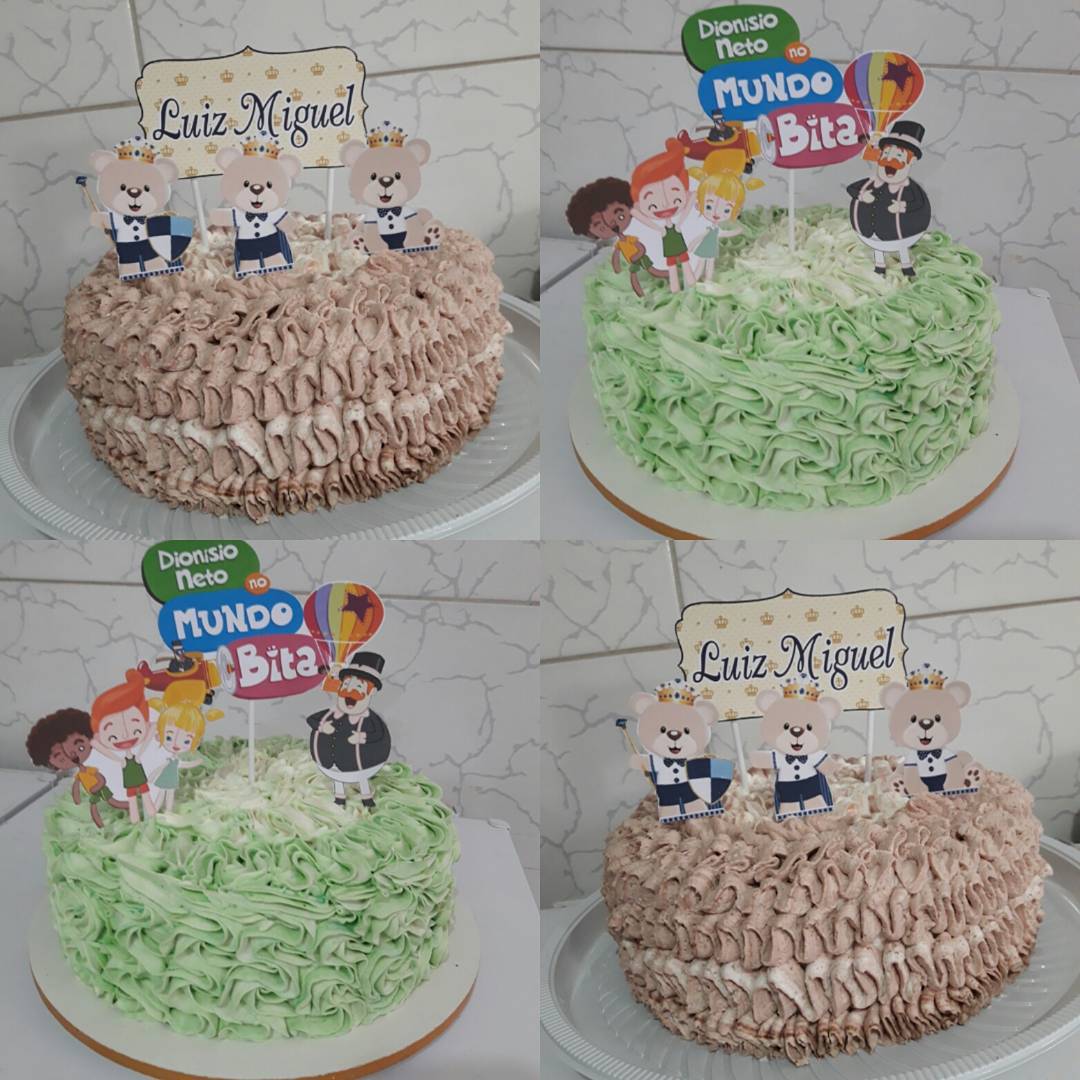 Luiz Miguel
Dionisio
Neto no
MUNDO
Bita
Dionisio
Neto no
MUNDO
Bita
Luiz Miguel